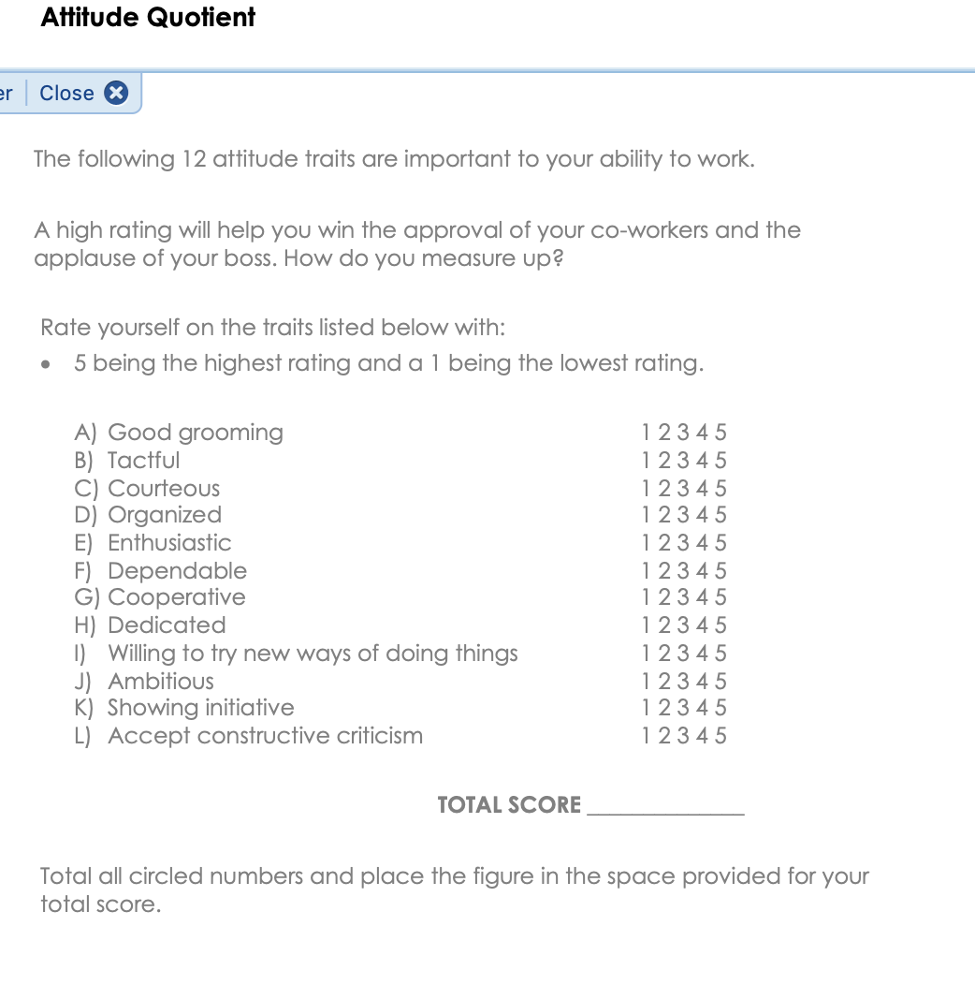 Attitude Quotient
er Close
The following 12 attitude traits are important to your ability to work.
A high rating will help you win the approval of your co-workers and the
applause of your boss. How do you measure up?
Rate yourself on the traits listed below with:
• 5 being the highest rating and a 1 being the lowest rating.
A) Good grooming 1 2 3 4 5
B) Tactful 1 2 3 4 5
C) Courteous 1 2 3 4 5
D) Organized 1 2 3 4 5
E) Enthusiastic 1 2 3 4 5
F) Dependable 1 2 3 4 5
G) Cooperative 1 2 3 4 5
H) Dedicated 1 2 3 4 5
I) Willing to try new ways of doing things 1 2 3 4 5
J) Ambitious 1 2 3 4 5
K) Showing initiative 1 2 3 4 5
L) Accept constructive criticism 1 2 3 4 5
TOTAL SCORE ______________
Total all circled numbers and place the figure in the space provided for your
total score.